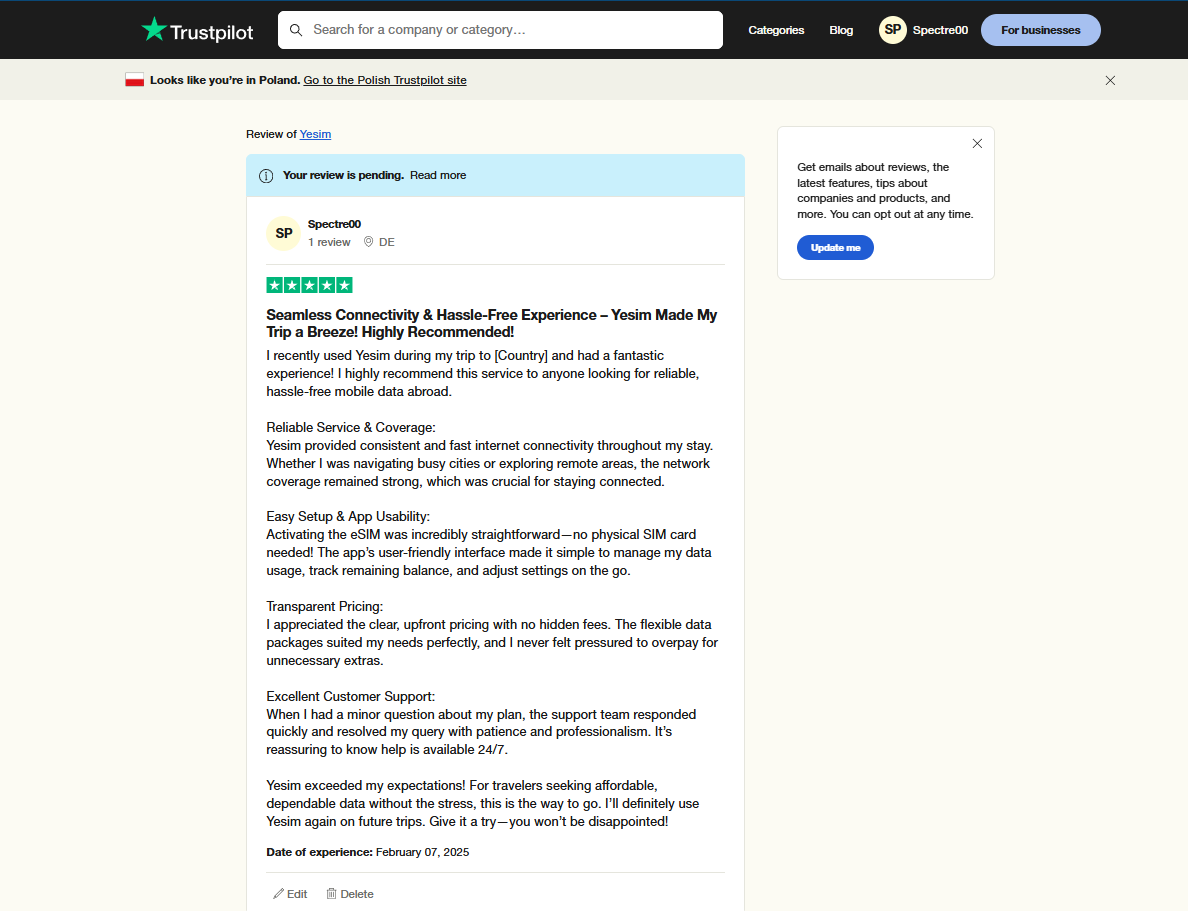 Trustpilot
Search for a company or category...
Categories
Blog
SP
Spectre00
For businesses
Looks like you're in Poland. Go to the Polish Trustpilot site
Review of Yesim
Your review is pending. Read more
SP
Spectre00
1 review DE
Seamless Connectivity & Hassle-Free Experience – Yesim Made My
Trip a Breeze! Highly Recommended!
I recently used Yesim during my trip to [Country] and had a fantastic
experience! I highly recommend this service to anyone looking for reliable,
hassle-free mobile data abroad.
Reliable Service & Coverage:
Yesim provided consistent and fast internet connectivity throughout my stay.
Whether I was navigating busy cities or exploring remote areas, the network
coverage remained strong, which was crucial for staying connected.
Easy Setup & App Usability:
Activating the eSIM was incredibly straightforward—no physical SIM card
needed! The app's user-friendly interface made it simple to manage my data
usage, track remaining balance, and adjust settings on the go.
Transparent Pricing:
I appreciated the clear, upfront pricing with no hidden fees. The flexible data
packages suited my needs perfectly, and I never felt pressured to overpay for
unnecessary extras.
Excellent Customer Support:
When I had a minor question about my plan, the support team responded
quickly and resolved my query with patience and professionalism. It's
reassuring to know help is available 24/7.
Yesim exceeded my expectations! For travelers seeking affordable,
dependable data without the stress, this is the way to go. I'll definitely use
Yesim again on future trips. Give it a try—you won't be disappointed!
Date of experience: February 07, 2025
Edit
Delete
Get emails about reviews, the
latest features, tips about
companies and products, and
more. You can opt out at any time.
Update me